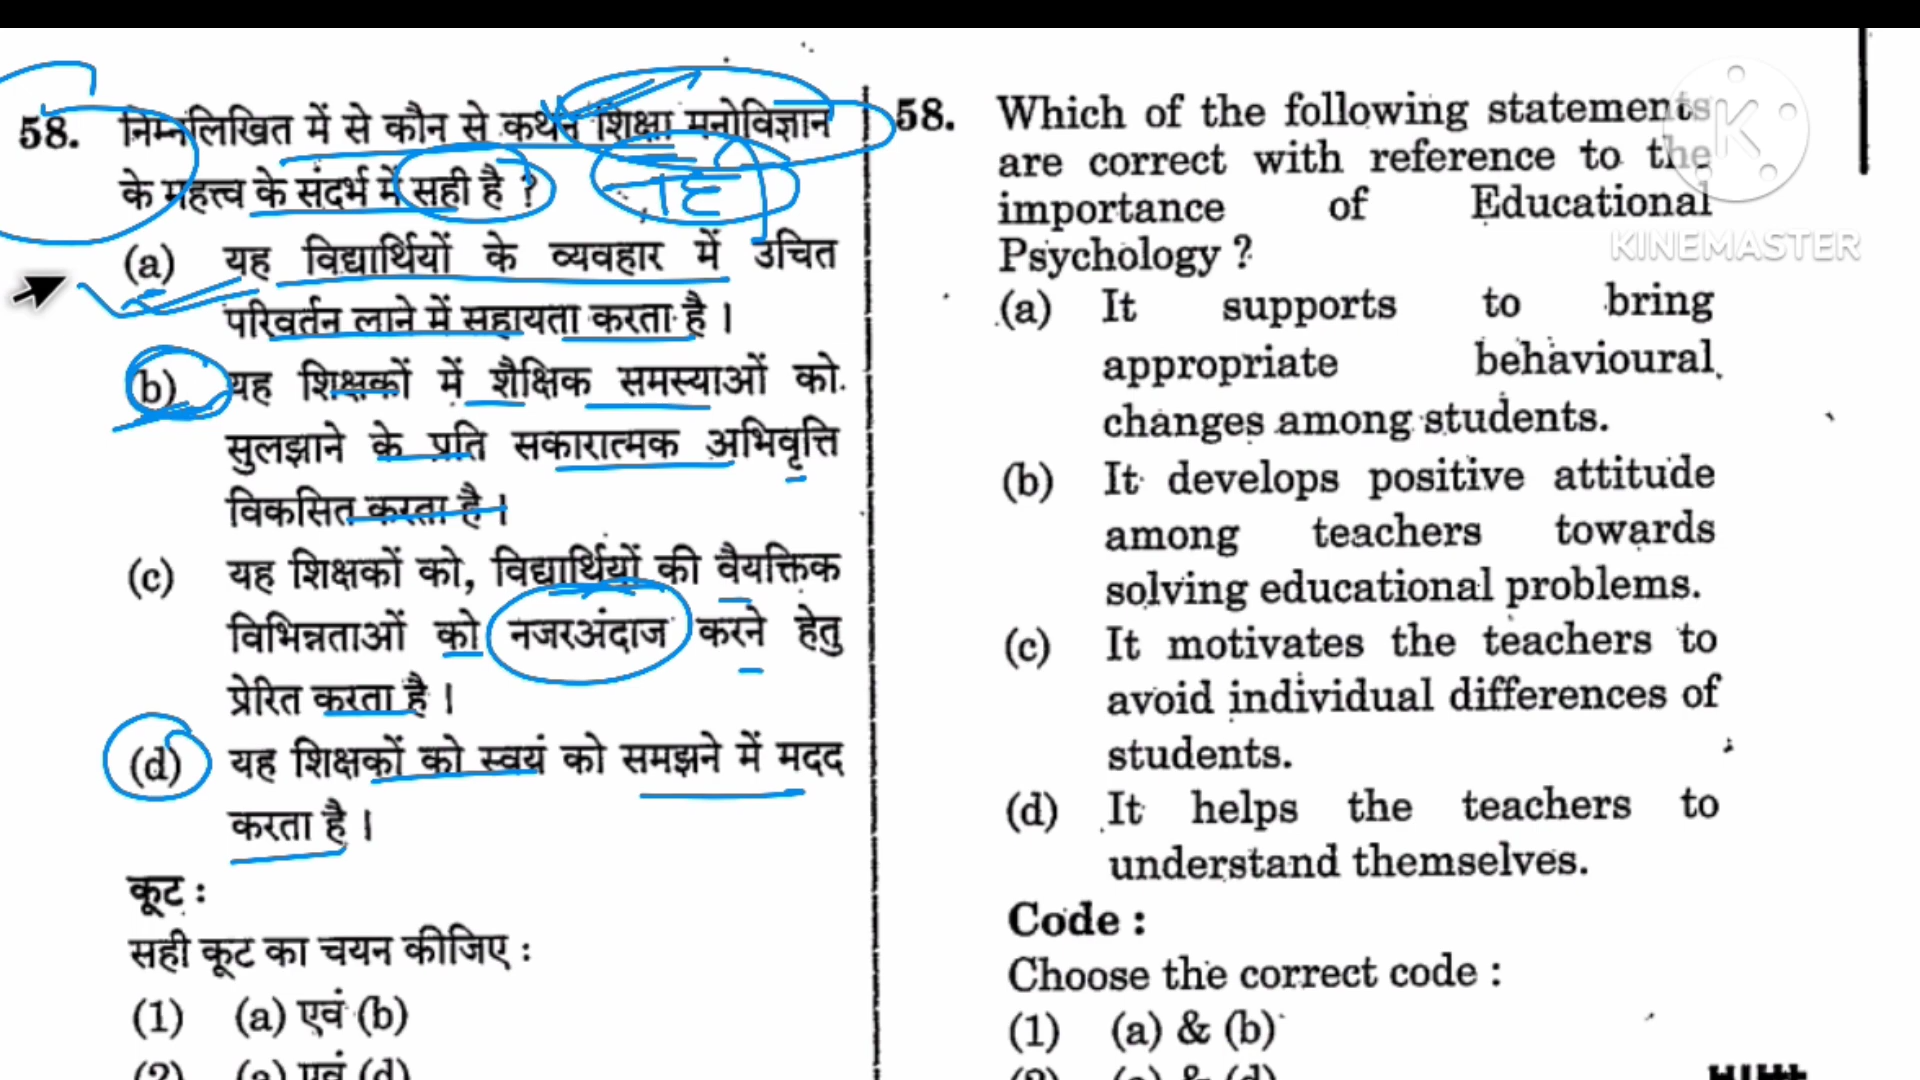 58. निम्नलिखित में से कौन से कथन शिक्षा मनोविज्ञान
के महत्त्व के संदर्भ में सही है ?
TE
(a) यह विद्यार्थियों के व्यवहार में उचित
परिवर्तन लाने में सहायता करता है ।
(b) यह शिक्षकों में शैक्षिक समस्याओं को
सुलझाने के प्रति सकारात्मक अभिवृत्ति
विकसित करता है ।
(c) यह शिक्षकों को, विद्यार्थियों की वैयक्तिक
विभिन्नताओं को नजरअंदाज करने हेतु
प्रेरित करता है ।
(d) यह शिक्षकों को स्वयं को समझने में मदद
करता है ।
कूट :
सही कूट का चयन कीजिए :
(1) (a) एवं (b)
(2) (a) एवं (d)
58. Which of the following statements
are correct with reference to the
importance of Educational
Psychology ?
(a) It supports to bring
appropriate behavioural
changes among students.
(b) It develops positive attitude
among teachers towards
solving educational problems.
(c) It motivates the teachers to
avoid individual differences of
students.
(d) It helps the teachers to
understand themselves.
Code :
Choose the correct code :
(1) (a) & (b)
(2) (a) & (d)
K
KINEMASTER